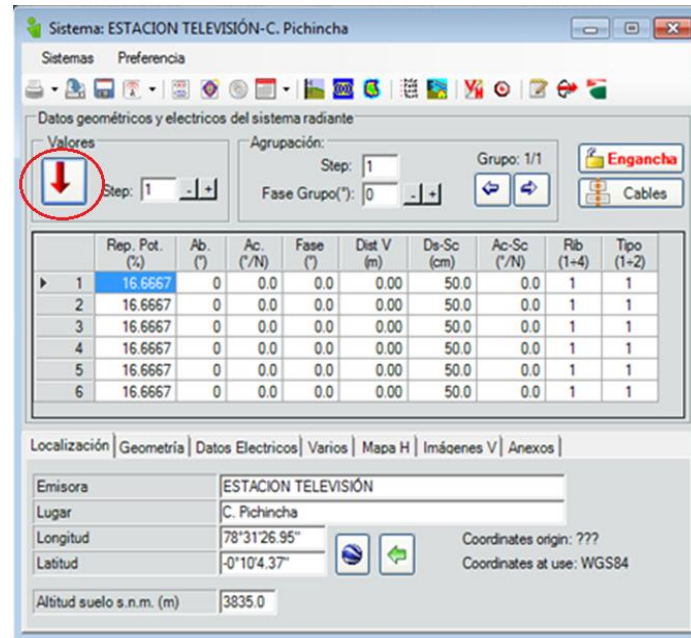 Sistema: ESTACION TELEVISIÓN-C. Pichincha
Sistemas Preferencia
Datos geométricos y electricos del sistema radiante
Valores
Step: 1 - +
Agrupación:
Step: 1
Fase Grupo(°): 0 - +
Grupo: 1/1
Engancha
Cables
Rep. Pot. (%) Ab. (°) Ac. (°/N) Fase (°) Dist V (m) Ds-Sc (cm) Ac-Sc (°/N) Rib (1÷4) Tipo (1÷2)
1 16.6667 0 0.0 0.0 0.00 50.0 0.0 1 1
2 16.6667 0 0.0 0.0 0.00 50.0 0.0 1 1
3 16.6667 0 0.0 0.0 0.00 50.0 0.0 1 1
4 16.6667 0 0.0 0.0 0.00 50.0 0.0 1 1
5 16.6667 0 0.0 0.0 0.00 50.0 0.0 1 1
6 16.6667 0 0.0 0.0 0.00 50.0 0.0 1 1
Localización Geometría Datos Electricos Varios Mapa H Imágenes V Anexos
Emisora ESTACION TELEVISIÓN
Lugar C. Pichincha
Longitud 78°31'26.95"
Coordinates origin: ???
Latitud -0°10'4.37"
Coordinates at use: WGS84
Altitud suelo s.n.m. (m) 3835.0